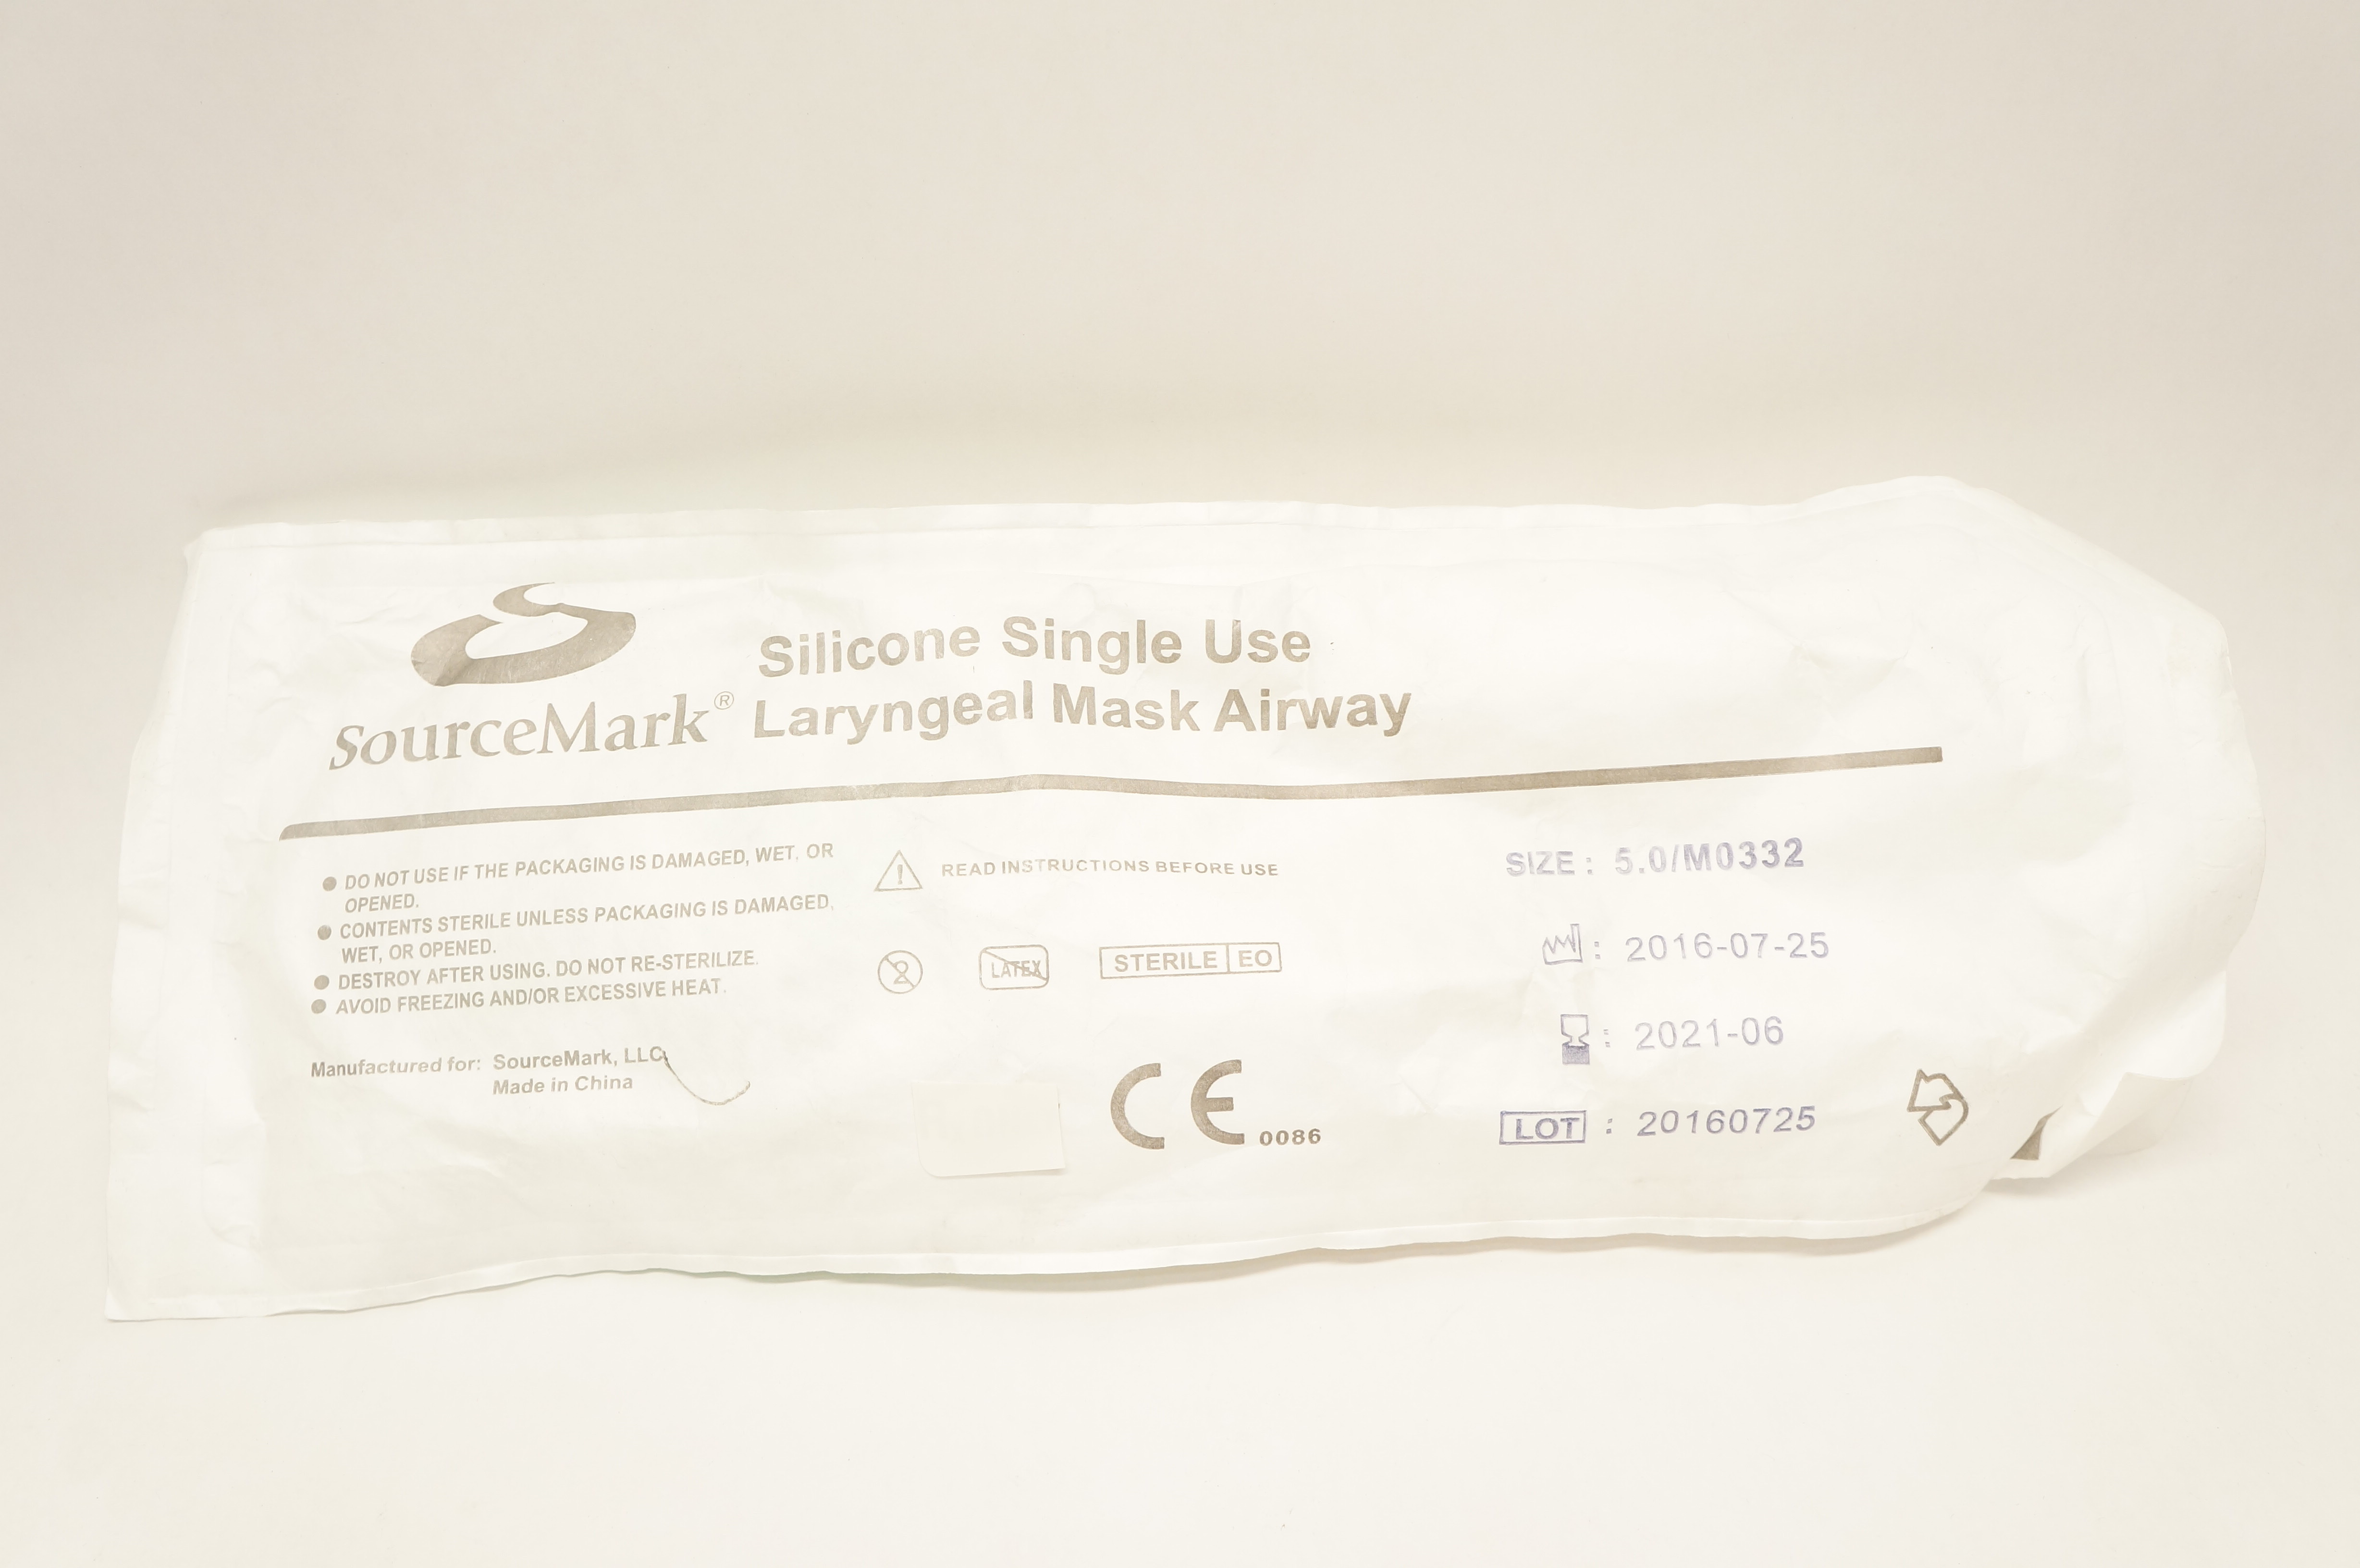 SourceMark®
Silicone Single Use
Laryngeal Mask Airway
● DO NOT USE IF THE PACKAGING IS DAMAGED, WET, OR
OPENED.
● CONTENTS STERILE UNLESS PACKAGING IS DAMAGED,
WET, OR OPENED.
● DESTROY AFTER USING. DO NOT RE-STERILIZE.
● AVOID FREEZING AND/OR EXCESSIVE HEAT.
Manufactured for: SourceMark, LLC
Made in China
! READ INSTRUCTIONS BEFORE USE
2 LATEX STERILE EO
CE 0086
SIZE: 5.0/M0332
: 2016-07-25
: 2021-06
LOT : 20160725